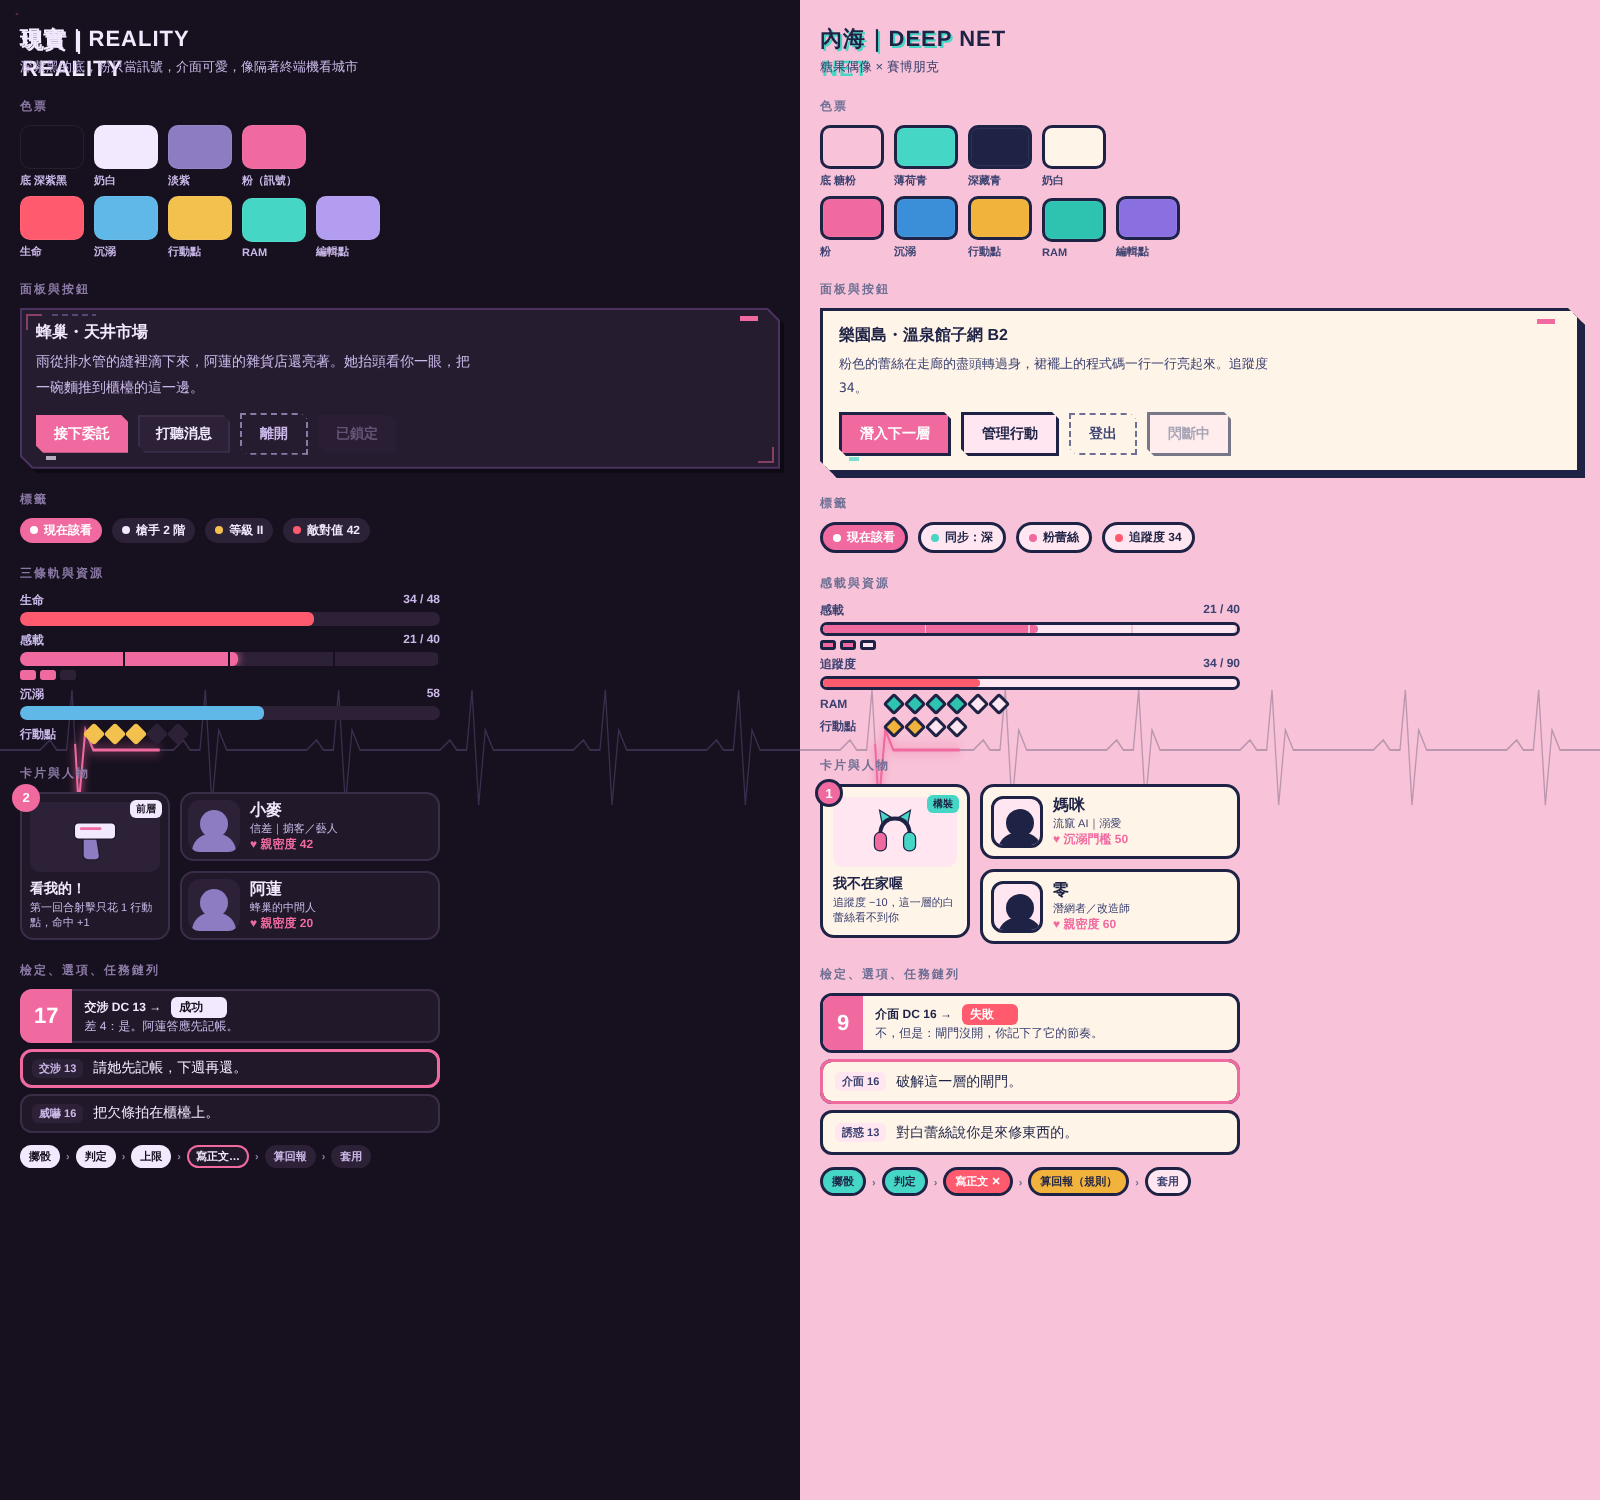 現實 | REALITY
REALITY
當訊號，介面可愛，像隔著終端機看城市
色票
底 深紫黑
奶白
淡紫
粉（訊號）
生命
沉溺
行動點
RAM
編輯點
面板與按鈕
蜂巢・天井市場
雨從排水管的縫裡滴下來，阿蓮的雜貨店還亮著。她抬頭看你一眼，把
一碗麵推到櫃檯的這一邊。
接下委託
打聽消息
離開
已鎖定
標籤
現在該看
槍手 2 階
等級 II
敵對值 42
三條軌與資源
生命
34 / 48
感載
21 / 40
沉溺
58
行動點
卡片與人物
2
前層
看我的！
第一回合射擊只花 1 行動
點，命中 +1
小麥
信差｜掮客／藝人
♥ 親密度 42
阿蓮
蜂巢的中間人
♥ 親密度 20
檢定、選項、任務鏈列
17
交涉 DC 13 →
成功
差 4：是。阿蓮答應先記帳。
交涉 13
請她先記帳，下週再還。
威嚇 16
把欠條拍在櫃檯上。
擲骰 › 判定 › 上限 › 寫正文… › 算回報 › 套用
內海 | DEEP NET
NET
糖果偶像 × 賽博朋克
色票
底 糖粉
薄荷青
深藏青
奶白
粉
沉溺
行動點
RAM
編輯點
面板與按鈕
樂園島・溫泉館子網 B2
粉色的蕾絲在走廊的盡頭轉過身，裙襬上的程式碼一行一行亮起來。追蹤度
34。
潛入下一層
管理行動
登出
閃斷中
標籤
現在該看
同步：深
粉蕾絲
追蹤度 34
感載與資源
感載
21 / 40
追蹤度
34 / 90
RAM
行動點
卡片與人物
1
構裝
我不在家喔
追蹤度 −10，這一層的白
蕾絲看不到你
媽咪
流竄 AI｜溺愛
♥ 沉溺門檻 50
零
潛網者／改造師
♥ 親密度 60
檢定、選項、任務鏈列
9
介面 DC 16 →
失敗
不，但是：閘門沒開，你記下了它的節奏。
介面 16
破解這一層的閘門。
誘惑 13
對白蕾絲說你是來修東西的。
擲骰 › 判定 › 寫正文 ✕ › 算回報（規則） › 套用